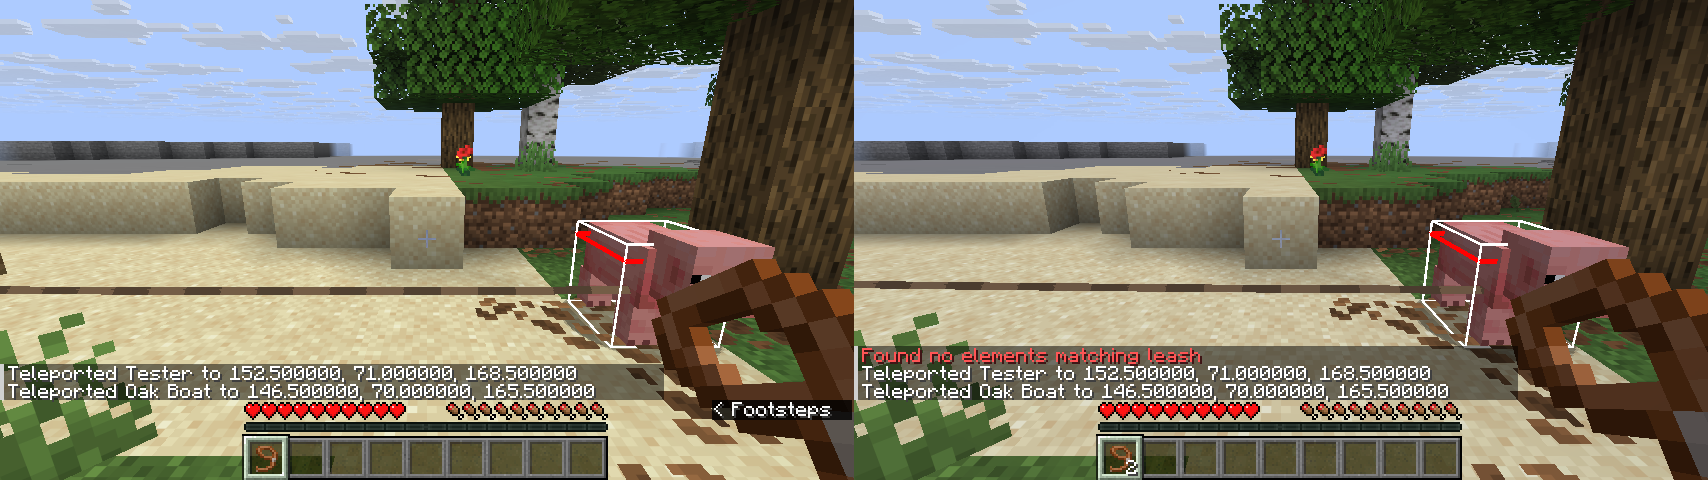 Teleported Tester to 152.500000, 71.000000, 168.500000
Teleported Oak Boat to 146.500000, 70.000000, 165.500000
< Footsteps
Found no elements matching leash
Teleported Tester to 152.500000, 71.000000, 168.500000
Teleported Oak Boat to 146.500000, 70.000000, 165.500000
2